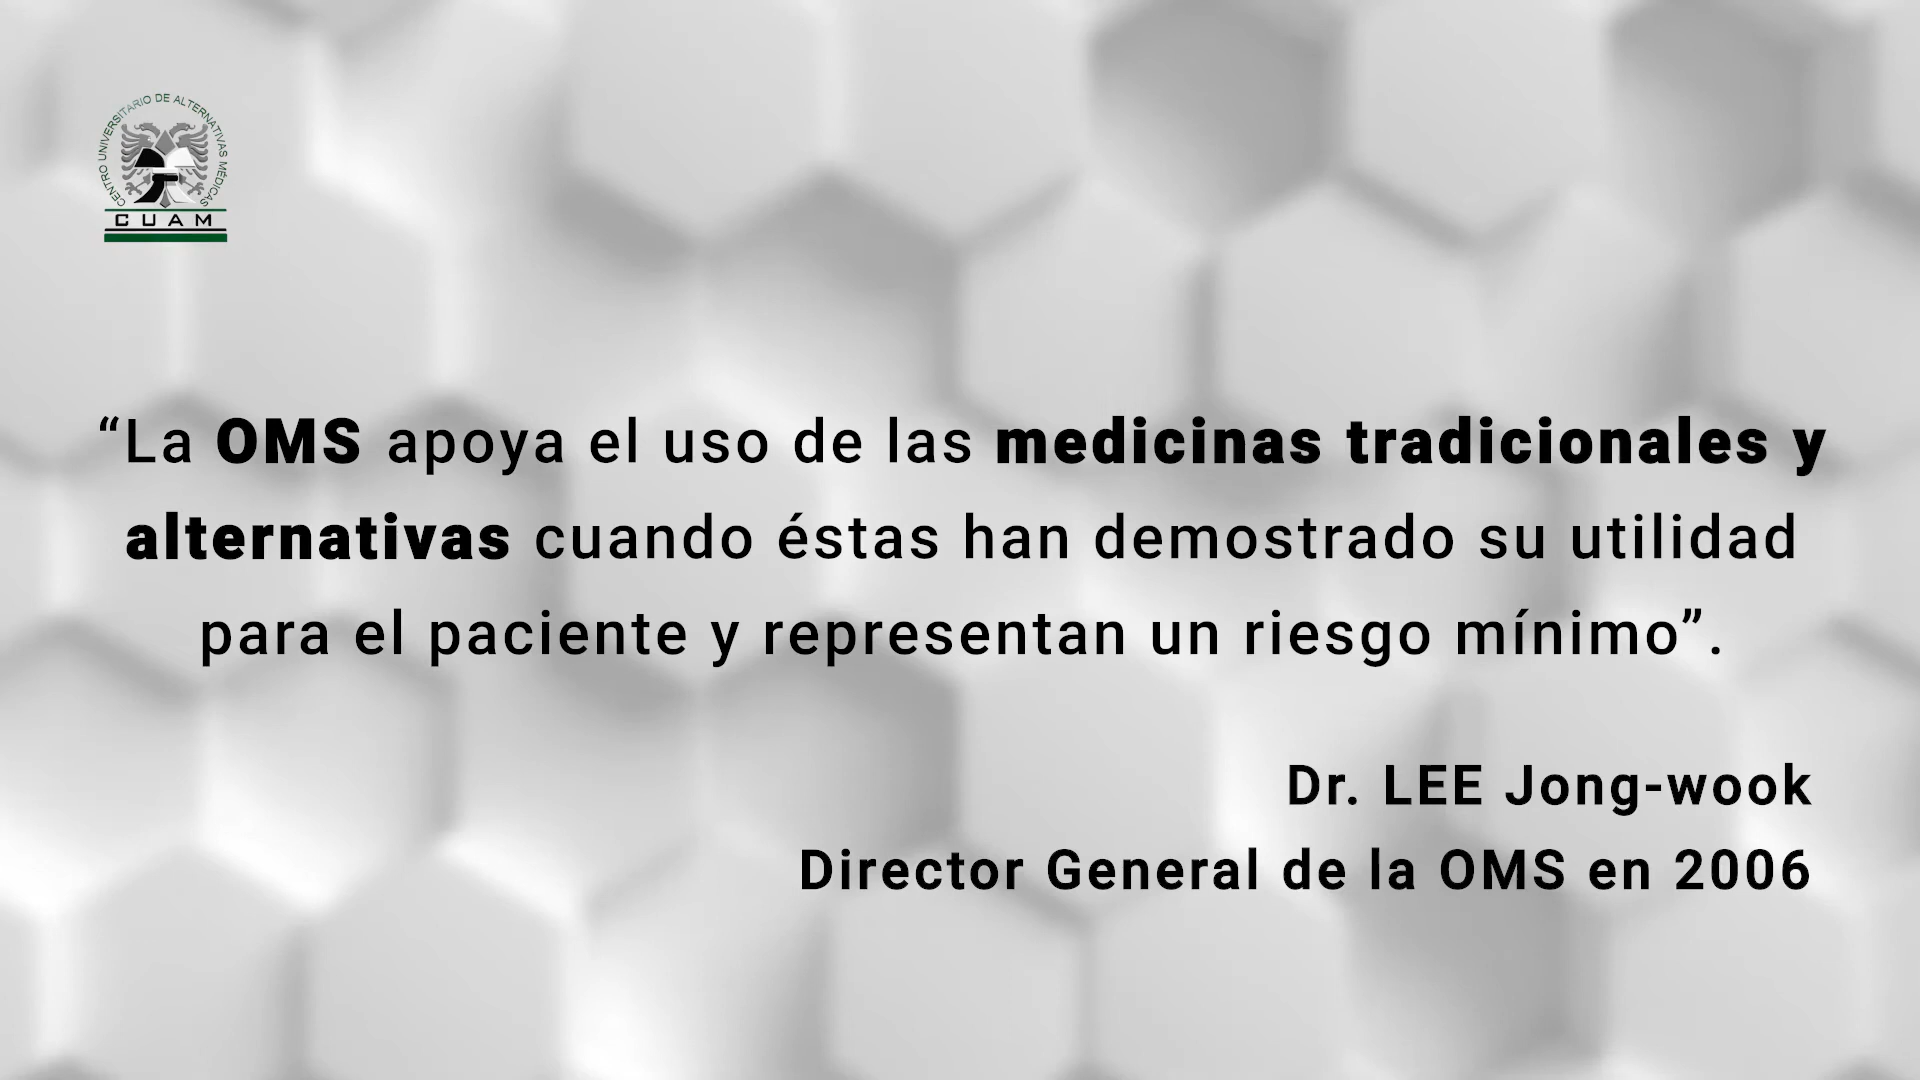 CENTRO UNIVERSITARIO DE ALTERNATIVAS MÉDICAS
CUAM
“La OMS apoya el uso de las medicinas tradicionales y
alternativas cuando éstas han demostrado su utilidad
para el paciente y representan un riesgo mínimo”.
Dr. LEE Jong-wook
Director General de la OMS en 2006